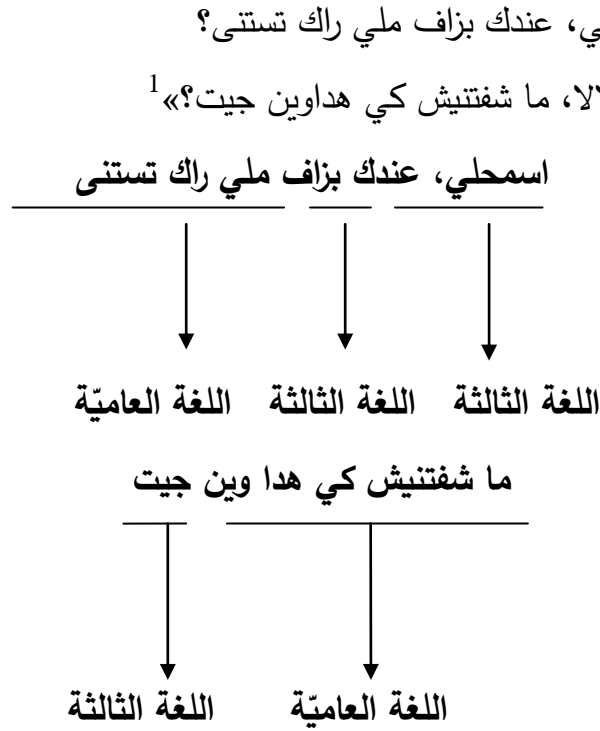 عندك بزاف ملي راك تستنى؟
ما شفتنيش كي هداوين جيت؟»1
اسمحلي، عندك بزاف ملي راك تستنى
اللغة الثالثة اللغة الثالثة اللغة العاميّة
ما شفتنيش كي هدا وين جيت
اللغة العاميّة اللغة الثالثة